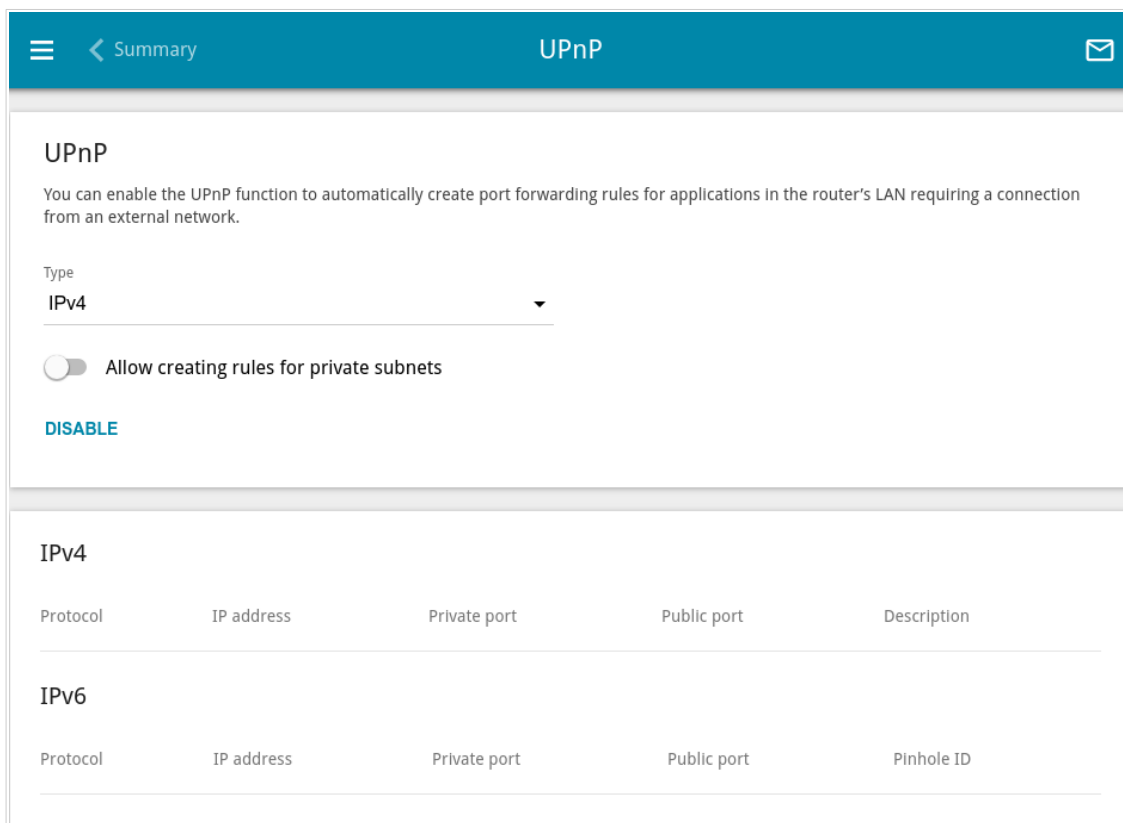 Summary UPnP
UPnP
You can enable the UPnP function to automatically create port forwarding rules for applications in the router’s LAN requiring a connection
from an external network.
Type
IPv4
Allow creating rules for private subnets
DISABLE
IPv4
Protocol IP address Private port Public port Description
IPv6
Protocol IP address Private port Public port Pinhole ID